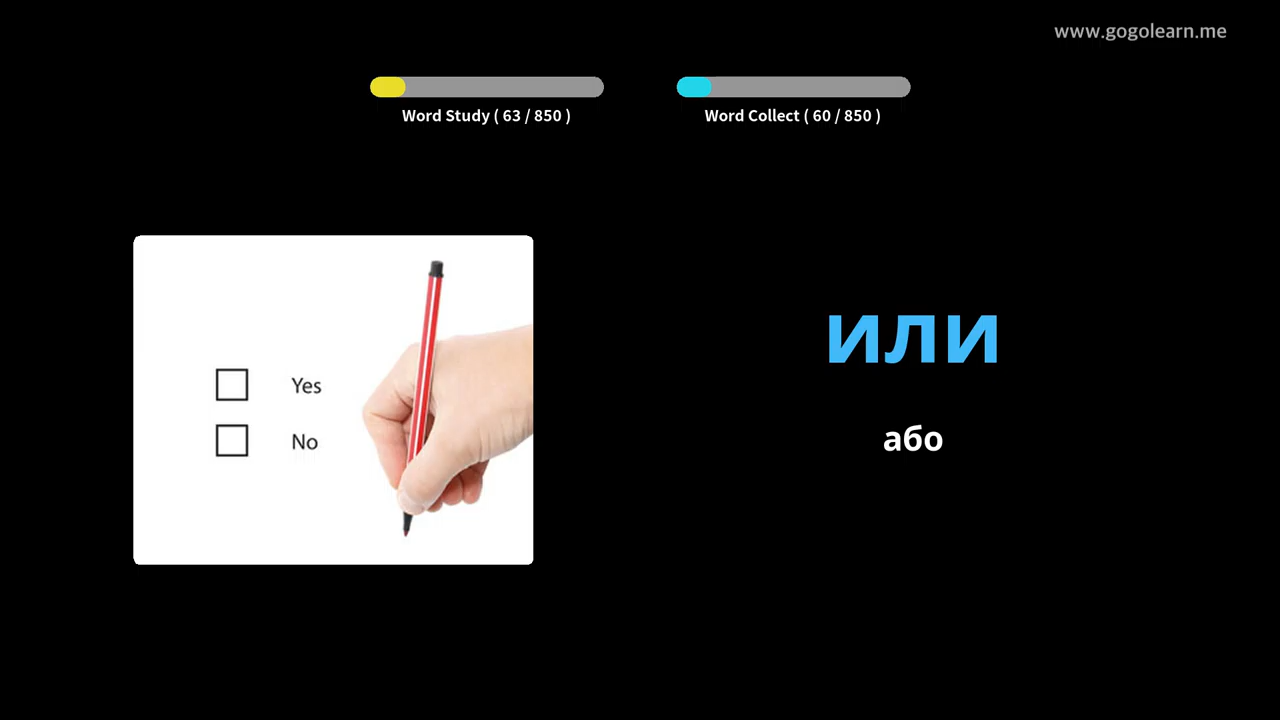 www.gogolearn.me
Word Study ( 63 / 850 )
Word Collect ( 60 / 850 )
Yes
No
или
або